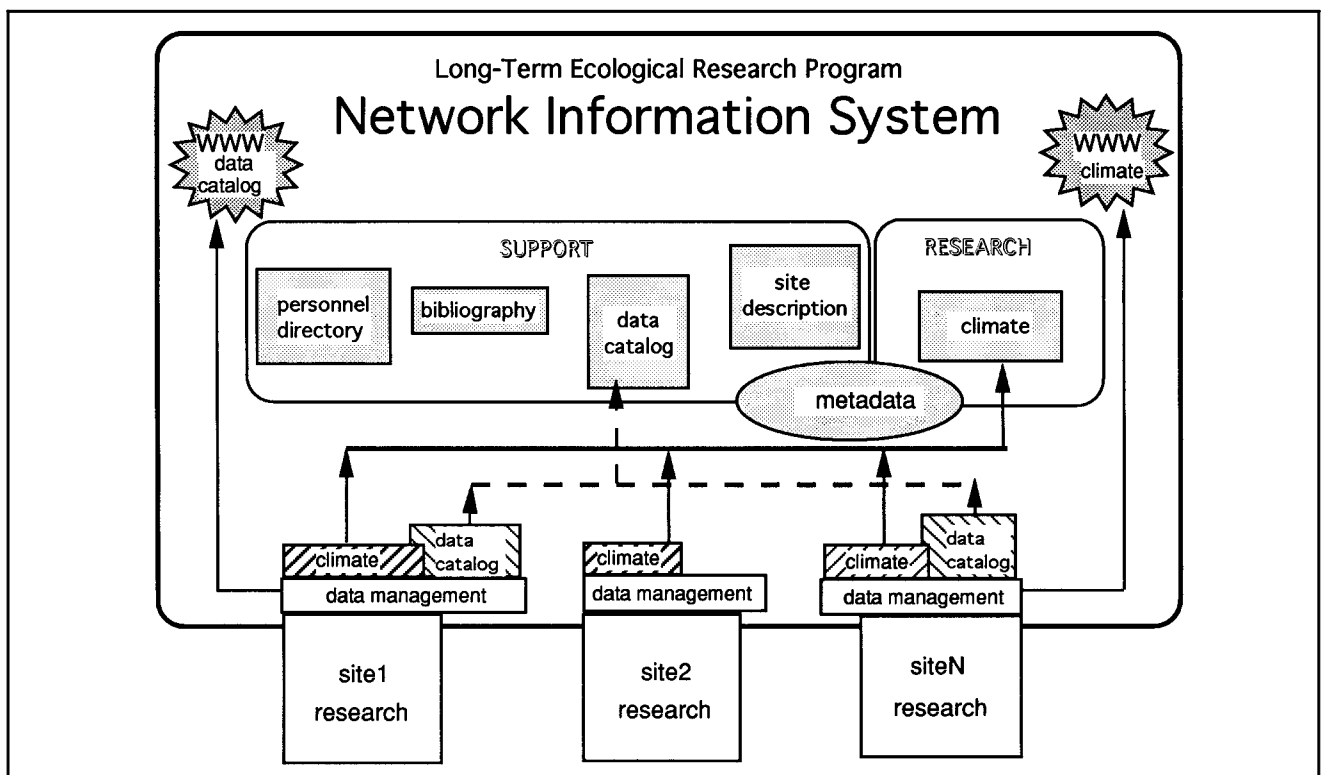 Long-Term Ecological Research Program
Network Information System
WWW
data
catalog
WWW
climate
SUPPORT
RESEARCH
personnel
directory
bibliography
data
catalog
site
description
climate
metadata
climate
data
catalog
data management
climate
data management
climate
data
catalog
data management
site1
research
site2
research
siteN
research